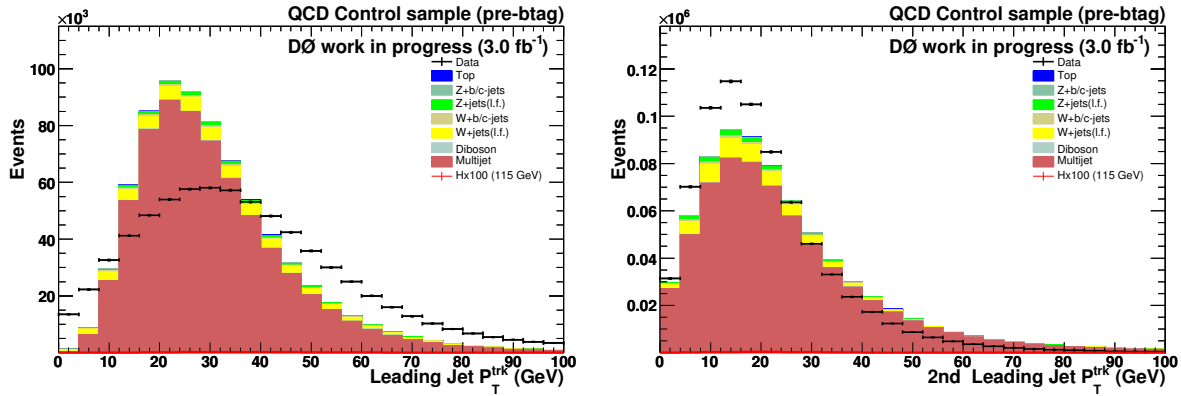 QCD Control sample (pre-btag)
×10³
DØ work in progress (3.0 fb⁻¹)
Data
Top
Z+b/c-jets
Z+jets(l.f.)
W+b/c-jets
W+jets(l.f.)
Diboson
Multijet
Hx100 (115 GeV)
Events
100
80
60
40
20
0 10 20 30 40 50 60 70 80 90 100
Leading Jet P_T^trk (GeV)
QCD Control sample (pre-btag)
×10⁶
DØ work in progress (3.0 fb⁻¹)
Data
Top
Z+b/c-jets
Z+jets(l.f.)
W+b/c-jets
W+jets(l.f.)
Diboson
Multijet
Hx100 (115 GeV)
Events
0.12
0.1
0.08
0.06
0.04
0.02
0 10 20 30 40 50 60 70 80 90 100
2nd Leading Jet P_T^trk (GeV)